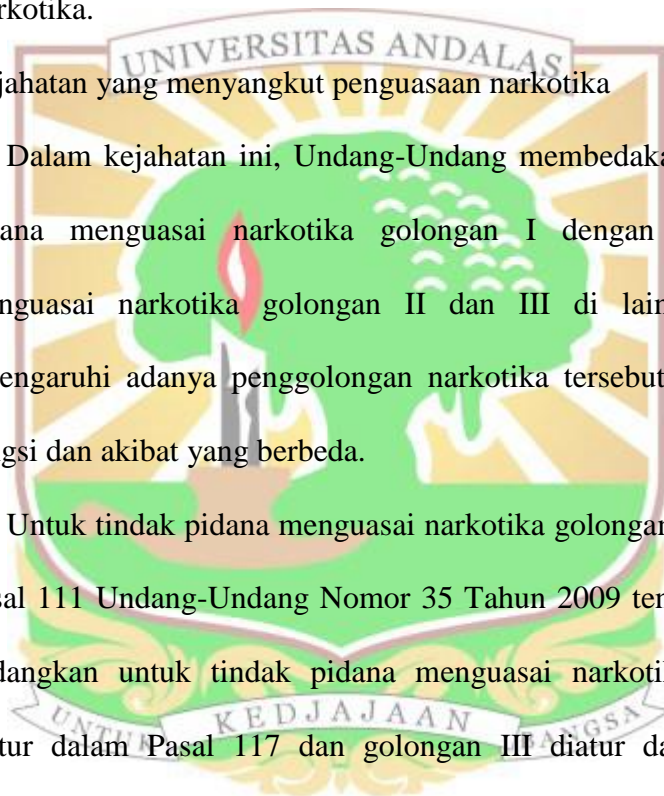 rkotika.
UNIVERSITAS ANDALAS
jahatan yang menyangkut penguasaan narkotika
Dalam kejahatan ini, Undang-Undang membedaka
ana menguasai narkotika golongan I dengan
nguasai narkotika golongan II dan III di lain
engaruhi adanya penggolongan narkotika tersebut
gsi dan akibat yang berbeda.
Untuk tindak pidana menguasai narkotika golongan
sal 111 Undang-Undang Nomor 35 Tahun 2009 ten
dangkan untuk tindak pidana menguasai narkoti
UNTUK KEDJAJAAN BANGSA
tur dalam Pasal 117 dan golongan III diatur da